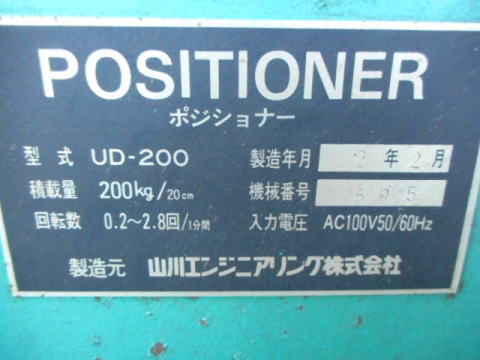 POSITIONER
ポジショナー
型式 UD-200 製造年月 2年2月
積載量 200kg/20cm 機械番号
回転数 0.2~2.8回/1分間 入力電圧 AC100V50/60Hz
製造元 山川エンジニアリング株式会社